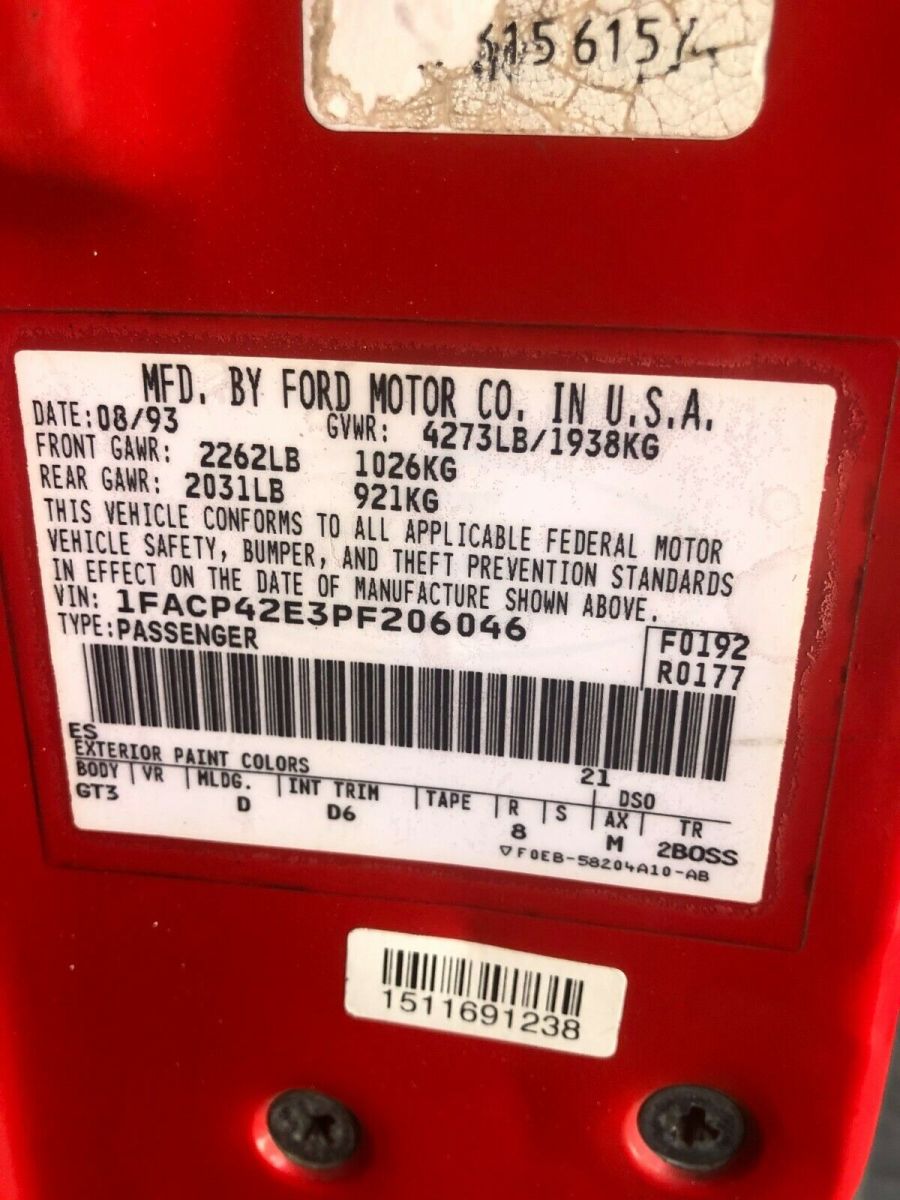 615615
MFD. BY FORD MOTOR CO. IN U.S.A.
DATE:08/93 GVWR: 4273LB/1938KG
FRONT GAWR: 2262LB 1026KG
REAR GAWR: 2031LB 921KG
THIS VEHICLE CONFORMS TO ALL APPLICABLE FEDERAL MOTOR
VEHICLE SAFETY, BUMPER, AND THEFT PREVENTION STANDARDS
IN EFFECT ON THE DATE OF MANUFACTURE SHOWN ABOVE.
VIN: 1FACP42E3PF206046
TYPE:PASSENGER F0192
R0177
ES 21
EXTERIOR PAINT COLORS DSO
BODY VR MLDG. INT TRIM TAPE R S AX TR
GT3 D D6 8 M 2BOSS
▽F0EB-58204A10-AB
1511691238